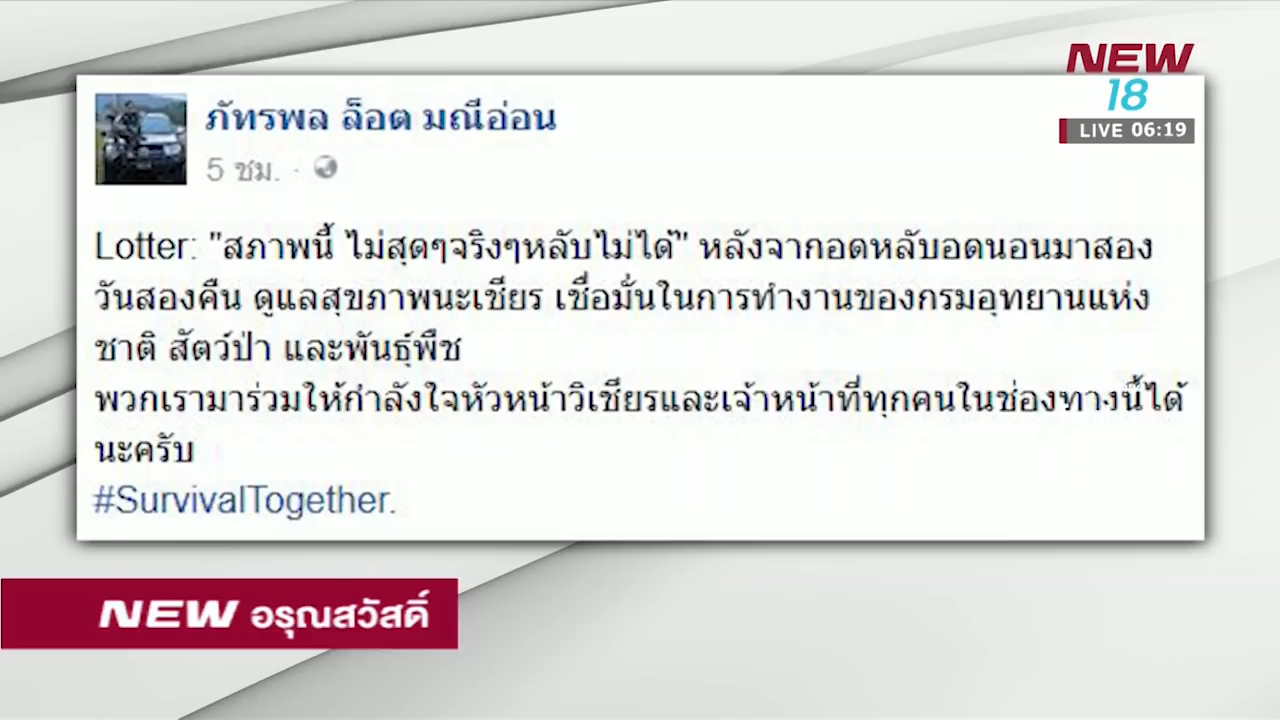 NEW
18
LIVE 06:19
ภัทรพล ล็อต มณีอ่อน
5 ชม. ·
Lotter: "สภาพนี้ ไม่สุดๆจริงๆหลับไม่ได้" หลังจากอดหลับอดนอนมาสอง
วันสองคืน ดูแลสุขภาพนะเชียร เชื่อมั่นในการทำงานของกรมอุทยานแห่ง
ชาติ สัตว์ป่า และพันธุ์พืช
พวกเรามาร่วมให้กำลังใจหัวหน้าวิเชียรและเจ้าหน้าที่ทุกคนในช่องทางนี้ได้
นะครับ
#SurvivalTogether.
NEW อรุณสวัสดิ์